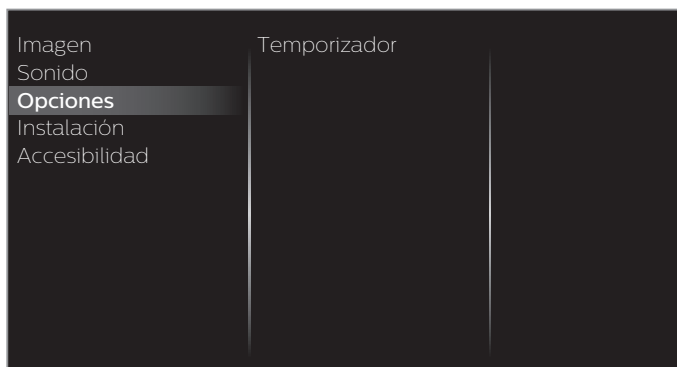 Imagen
Sonido
Opciones
Instalación
Accesibilidad
Temporizador